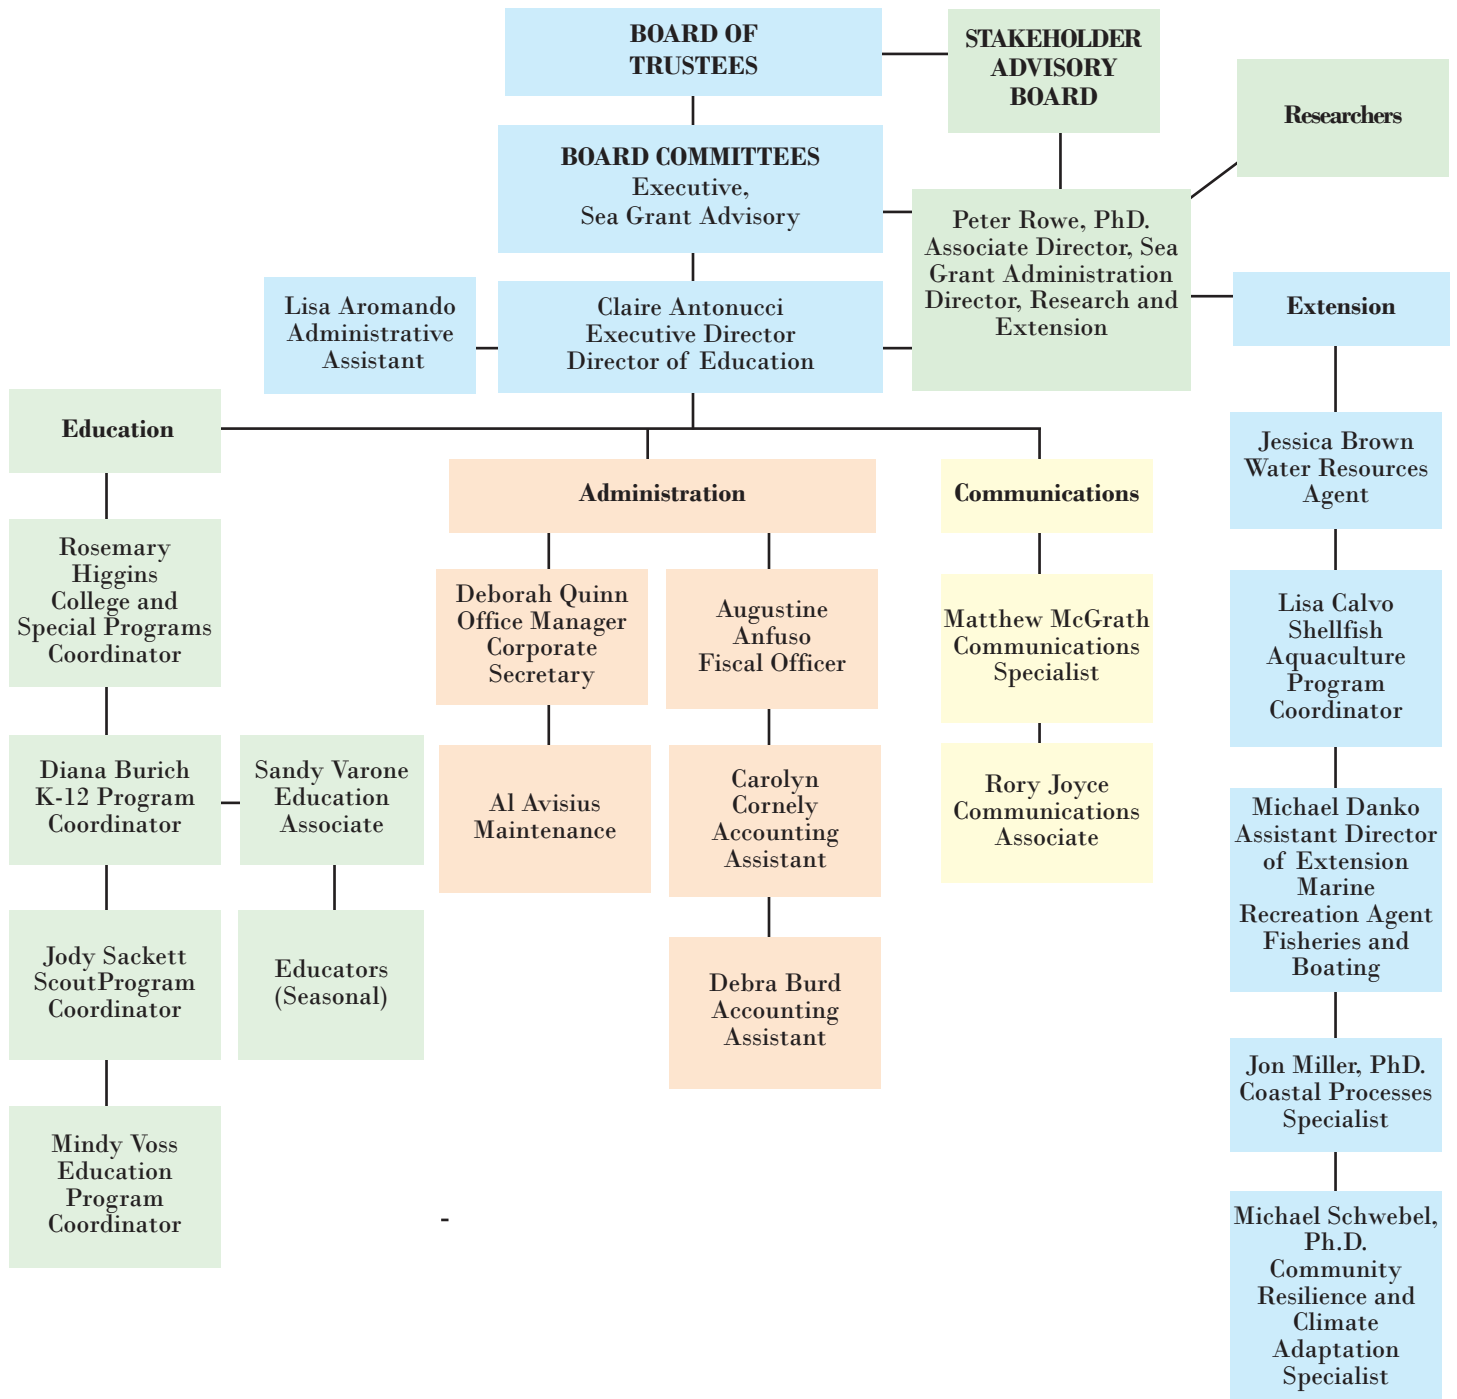 BOARD OF
TRUSTEES
STAKEHOLDER
ADVISORY
BOARD
Researchers
BOARD COMMITTEES
Executive,
Sea Grant Advisory
Peter Rowe, PhD.
Associate Director, Sea
Grant Administration
Director, Research and
Extension
Lisa Aromando
Administrative
Assistant
Claire Antonucci
Executive Director
Director of Education
Extension
Education
Administration
Communications
Rosemary
Higgins
College and
Special Programs
Coordinator
Diana Burich
K-12 Program
Coordinator
Sandy Varone
Education
Associate
Jody Sackett
ScoutProgram
Coordinator
Educators
(Seasonal)
Mindy Voss
Education
Program
Coordinator
Deborah Quinn
Office Manager
Corporate
Secretary
Al Avisius
Maintenance
Augustine
Anfuso
Fiscal Officer
Carolyn
Cornely
Accounting
Assistant
Debra Burd
Accounting
Assistant
Matthew McGrath
Communications
Specialist
Rory Joyce
Communications
Associate
Jessica Brown
Water Resources
Agent
Lisa Calvo
Shellfish
Aquaculture
Program
Coordinator
Michael Danko
Assistant Director
of Extension
Marine
Recreation Agent
Fisheries and
Boating
Jon Miller, PhD.
Coastal Processes
Specialist
Michael Schwebel,
Ph.D.
Community
Resilience and
Climate
Adaptation
Specialist
-